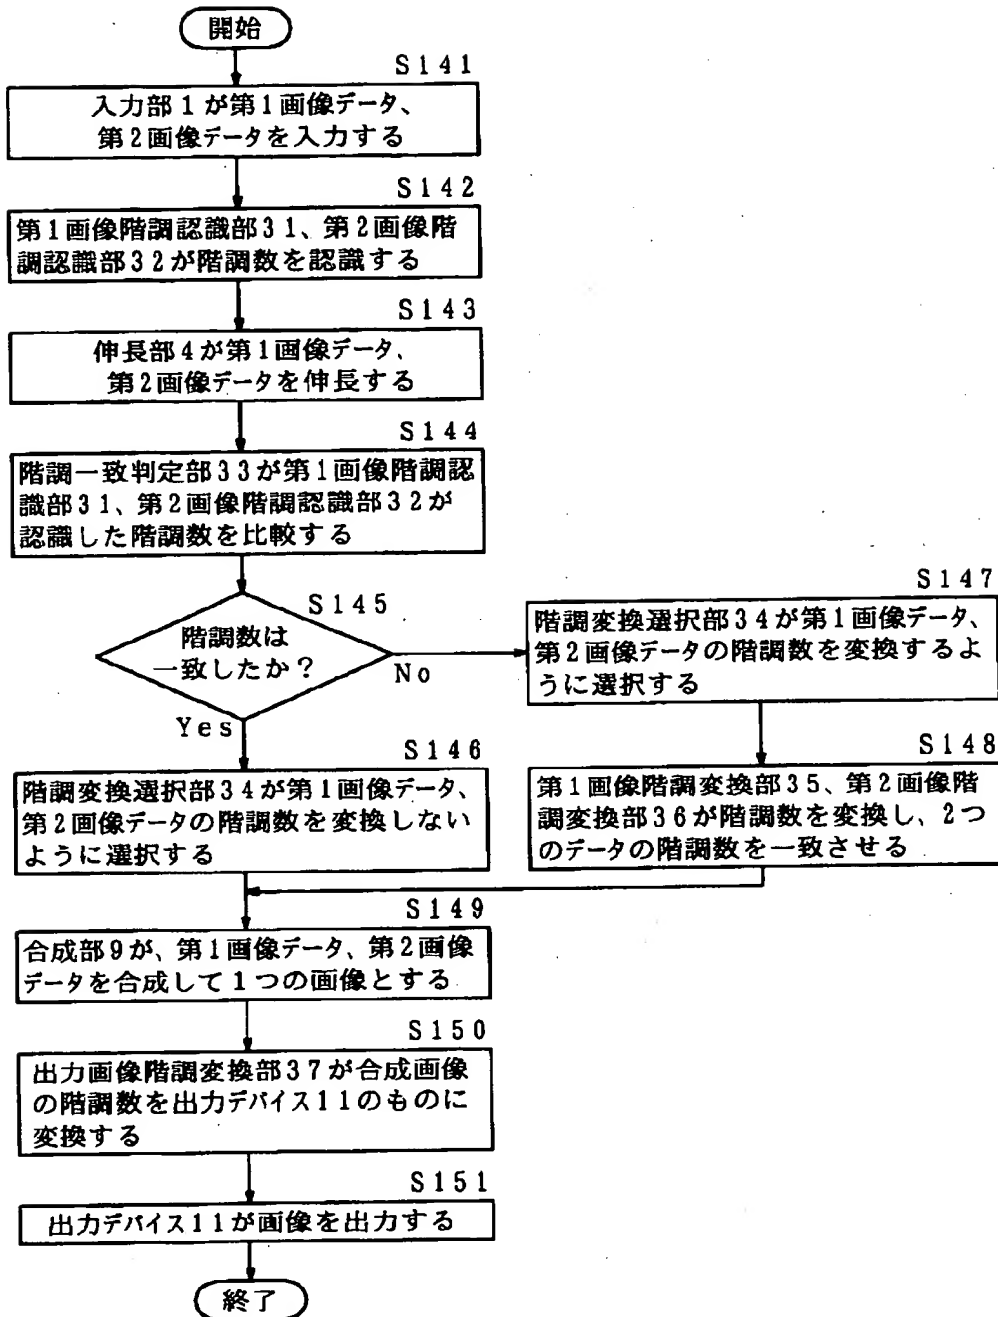 開始
S141
入力部1が第1画像データ、
第2画像データを入力する
S142
第1画像階調認識部31、第2画像階
調認識部32が階調数を認識する
S143
伸長部4が第1画像データ、
第2画像データを伸長する
S144
階調一致判定部33が第1画像階調認
識部31、第2画像階調認識部32が
認識した階調数を比較する
S145
階調数は
一致したか？
No
Yes
S147
階調変換選択部34が第1画像データ、
第2画像データの階調数を変換するよ
うに選択する
S148
第1画像階調変換部35、第2画像階
調変換部36が階調数を変換し、2つ
のデータの階調数を一致させる
S146
階調変換選択部34が第1画像データ、
第2画像データの階調数を変換しない
ように選択する
S149
合成部9が、第1画像データ、第2画像
データを合成して1つの画像とする
S150
出力画像階調変換部37が合成画像
の階調数を出力デバイス11のものに
変換する
S151
出力デバイス11が画像を出力する
終了